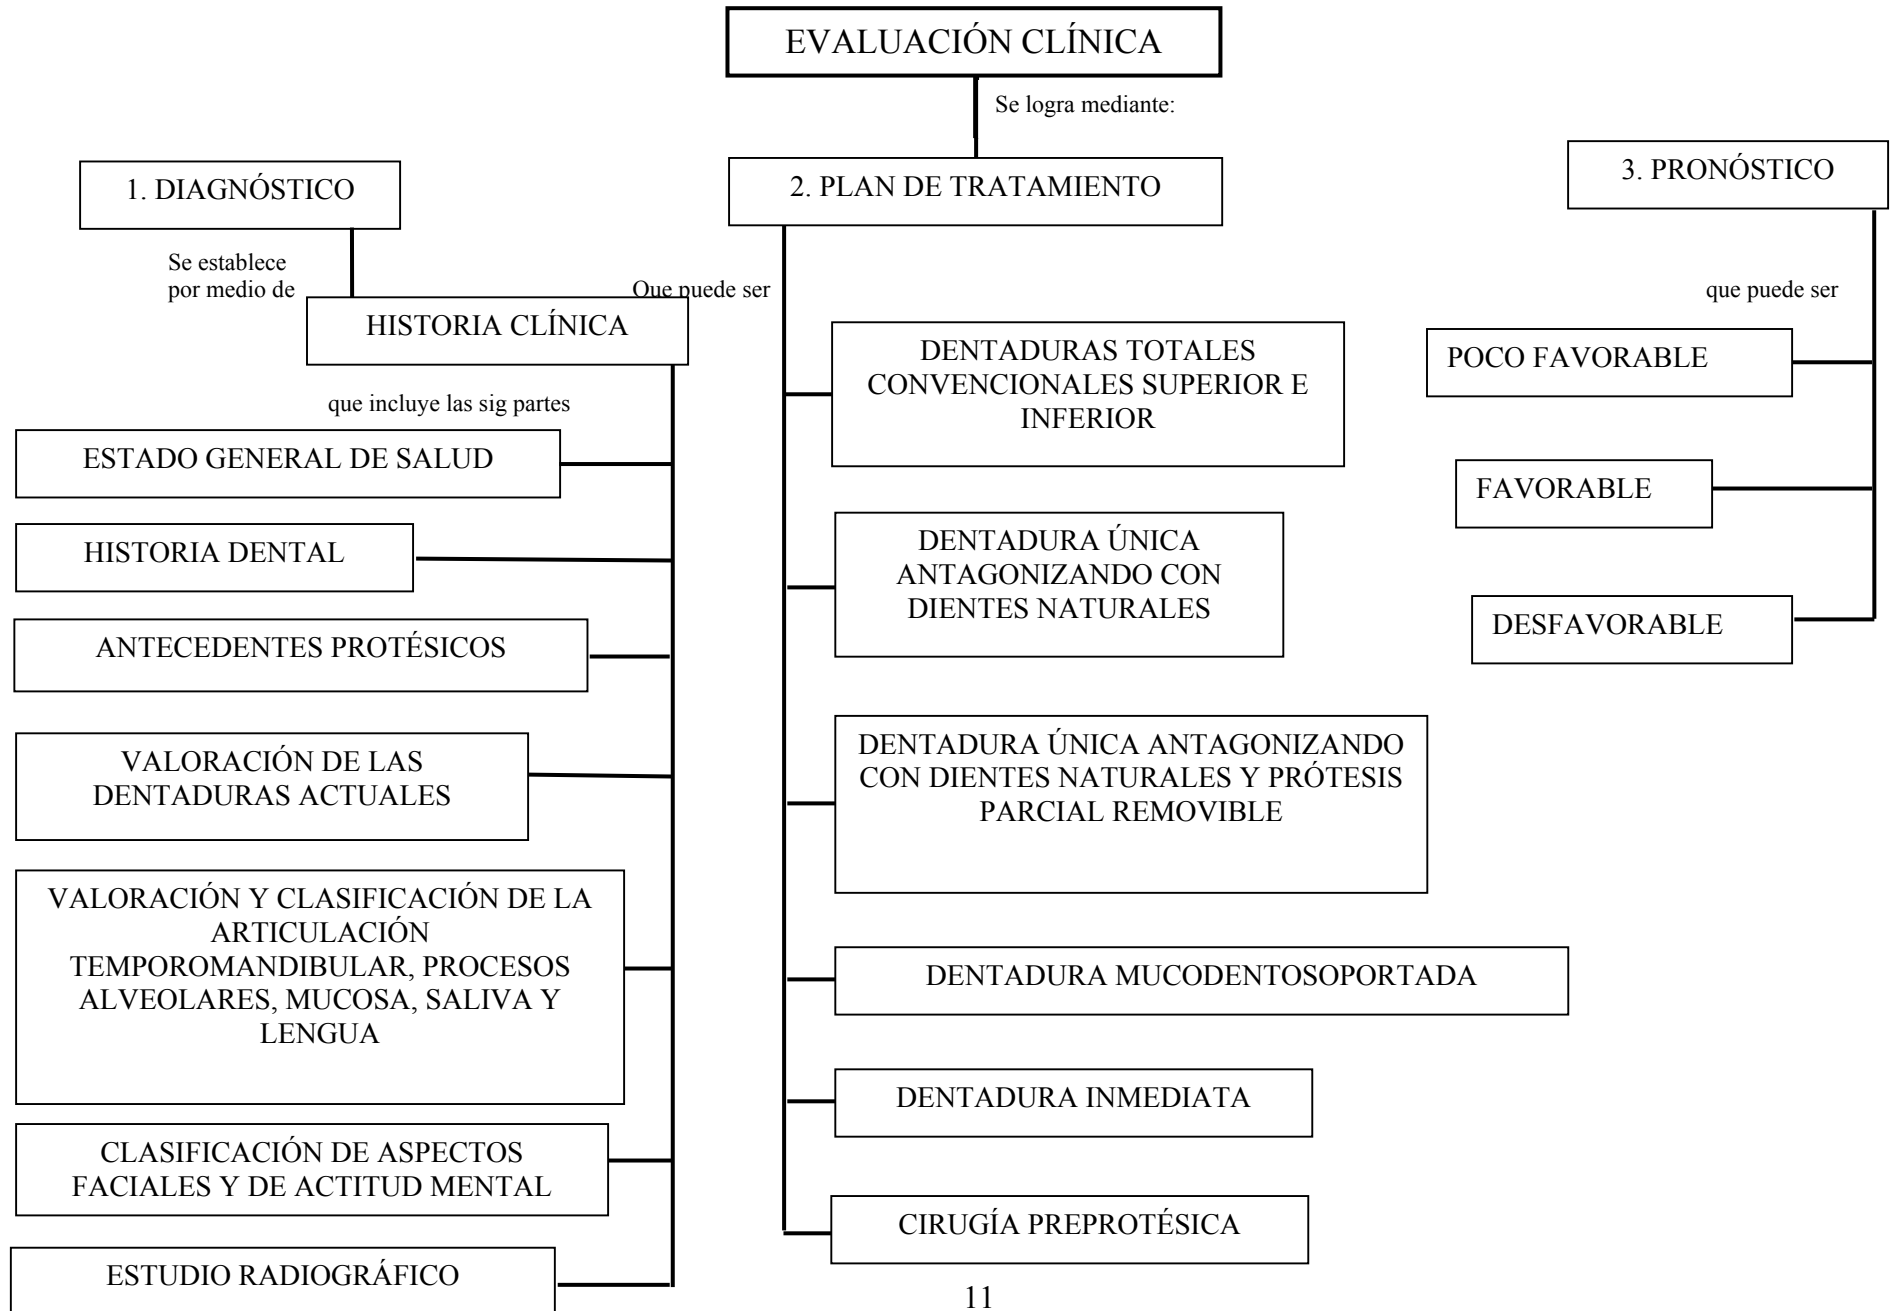 EVALUACIÓN CLÍNICA
Se logra mediante:
1. DIAGNÓSTICO
Se establece
por medio de
HISTORIA CLÍNICA
que incluye las sig partes
ESTADO GENERAL DE SALUD
HISTORIA DENTAL
ANTECEDENTES PROTÉSICOS
VALORACIÓN DE LAS
DENTADURAS ACTUALES
VALORACIÓN Y CLASIFICACIÓN DE LA
ARTICULACIÓN
TEMPOROMANDIBULAR, PROCESOS
ALVEOLARES, MUCOSA, SALIVA Y
LENGUA
CLASIFICACIÓN DE ASPECTOS
FACIALES Y DE ACTITUD MENTAL
ESTUDIO RADIOGRÁFICO
2. PLAN DE TRATAMIENTO
Que puede ser
DENTADURAS TOTALES
CONVENCIONALES SUPERIOR E
INFERIOR
DENTADURA ÚNICA
ANTAGONIZANDO CON
DIENTES NATURALES
DENTADURA ÚNICA ANTAGONIZANDO
CON DIENTES NATURALES Y PRÓTESIS
PARCIAL REMOVIBLE
DENTADURA MUCODENTOSOPORTADA
DENTADURA INMEDIATA
CIRUGÍA PREPROTÉSICA
3. PRONÓSTICO
que puede ser
POCO FAVORABLE
FAVORABLE
DESFAVORABLE
11